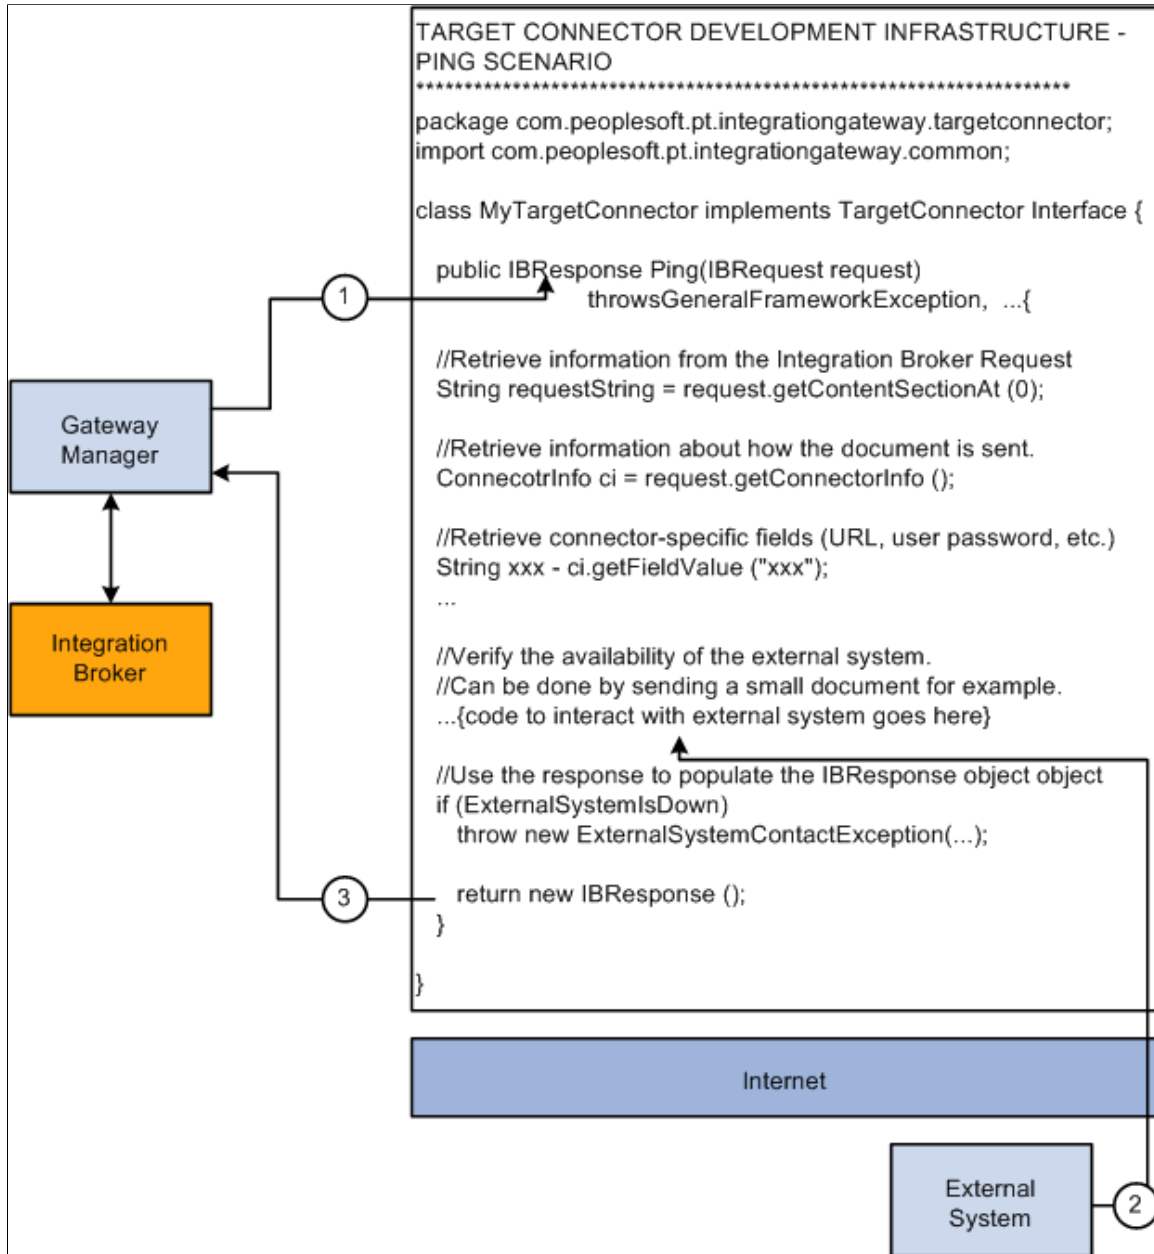 TARGET CONNECTOR DEVELOPMENT INFRASTRUCTURE -
PING SCENARIO
********************************************************************
package com.peoplesoft.pt.integrationgateway.targetconnector;
import com.peoplesoft.pt.integrationgateway.common;
class MyTargetConnector implements TargetConnector Interface {
public IBResponse Ping(IBRequest request)
1
throwsGeneralFrameworkException, ...{
//Retrieve information from the Integration Broker Request
String requestString = request.getContentSectionAt (0);
Gateway
Manager
//Retrieve information about how the document is sent.
ConnecotrInfo ci = request.getConnectorInfo ();
//Retrieve connector-specific fields (URL, user password, etc.)
String xxx - ci.getFieldValue ("xxx");
...
Integration
Broker
//Verify the availability of the external system.
//Can be done by sending a small document for example.
...{code to interact with external system goes here}
//Use the response to populate the IBResponse object object
if (ExternalSystemIsDown)
throw new ExternalSystemContactException(...);
3
return new IBResponse ();
}
}
Internet
External
System
2